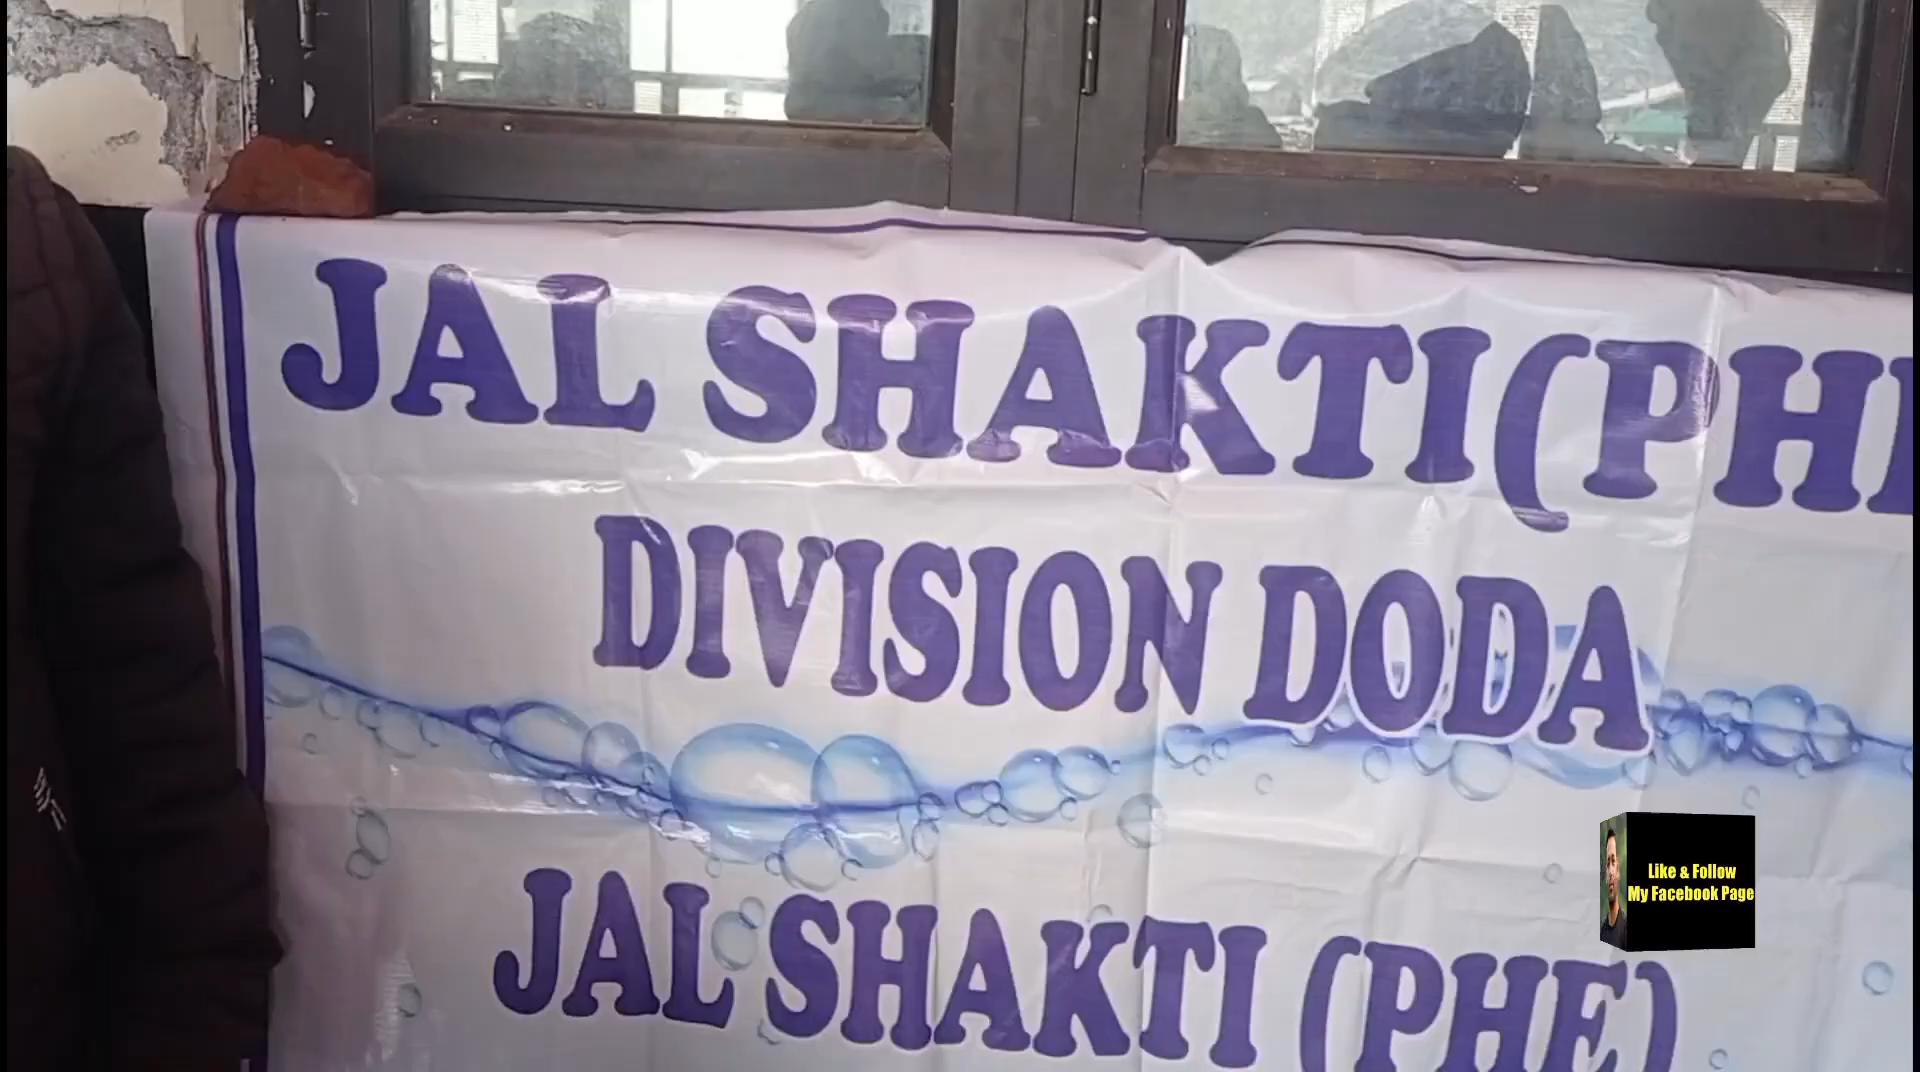 JAL SHAKTI(PHE
DIVISION DODA
JAL SHAKTI (PHE)
Like & Follow
My Facebook Page